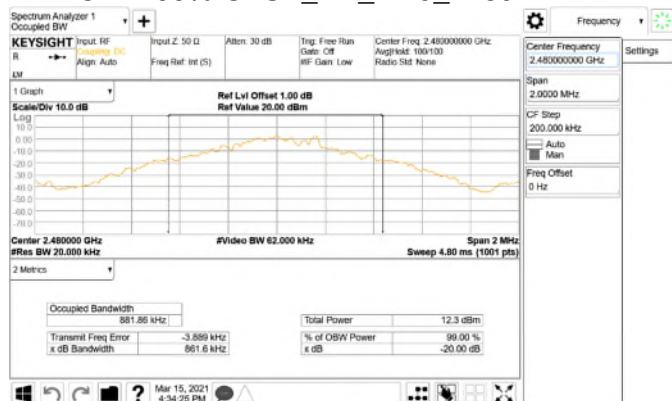 Spectrum Analyzer 1
Occupied BW
Frequency
KEYSIGHT Input: RF
Coupling: DC
Align: Auto
Input Z: 50 Ω
Freq Ref: Int (S)
Atten: 30 dB
Trig: Free Run
Gate: Off
#IF Gain: Low
Center Freq: 2.480000000 GHz
Avg|Hold: 100/100
Radio Std: None
Center Frequency
2.480000000 GHz
Settings
Span
2.0000 MHz
CF Step
200.000 kHz
Auto
Man
Freq Offset
0 Hz
1 Graph
Scale/Div 10.0 dB
Ref Lvl Offset 1.00 dB
Ref Value 20.00 dBm
Log
10.0
0.00
-10.0
-20.0
-30.0
-40.0
-50.0
-60.0
-70.0
Center 2.480000 GHz
#Res BW 20.000 kHz
#Video BW 62.000 kHz
Span 2 MHz
Sweep 4.80 ms (1001 pts)
2 Metrics
Occupied Bandwidth
881.86 kHz
Transmit Freq Error -3.889 kHz
x dB Bandwidth 861.6 kHz
Total Power 12.3 dBm
% of OBW Power 99.00 %
x dB -20.00 dB
Mar 15, 2021
4:34:25 PM